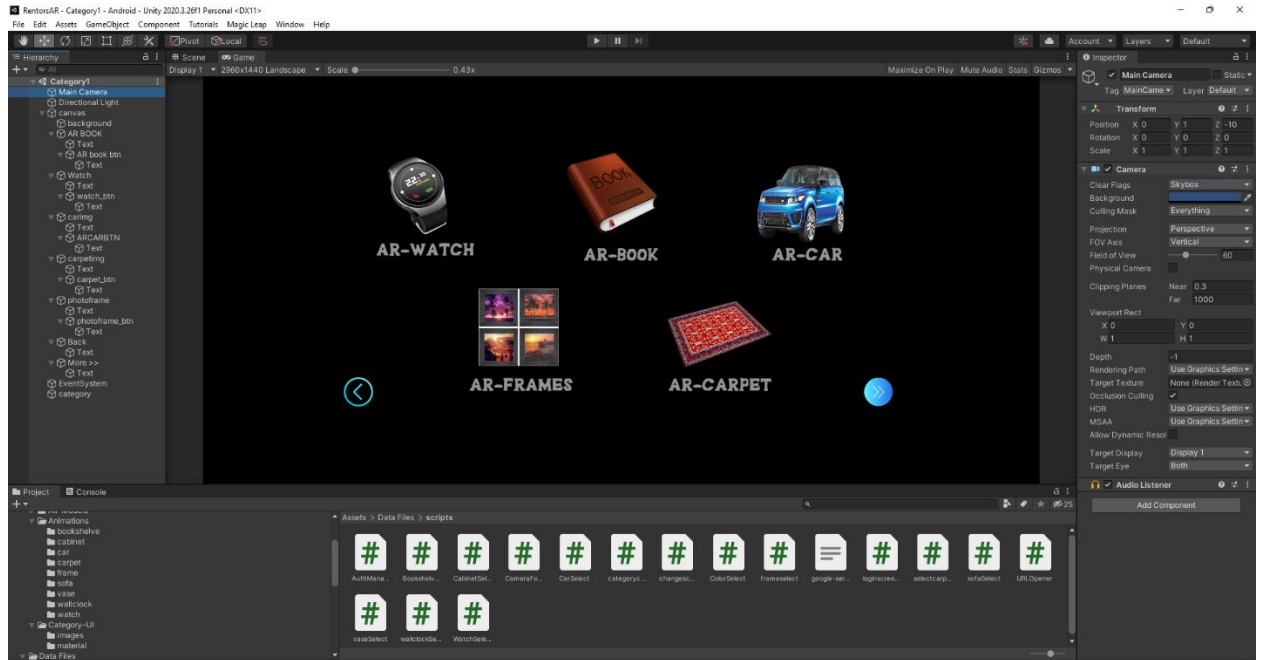 RentorsAR - Category1 - Android - Unity 2020.3.26f1 Personal <DX11>
File Edit Assets GameObject Component Tutorials Magic Leap Window Help
Pivot Local Account Layers Default
Hierarchy
All
Category1
Main Camera
Directional Light
canvas
background
AR BOOK
Text
AR book btn
Text
Watch
Text
watch_btn
Text
carimg
Text
ARCARBTN
Text
carpetimg
Text
carpet_btn
Text
photoframe
Text
photoframe_btn
Text
Back
Text
More >>
Text
EventSystem
category
Scene Game
Display 1 2960x1440 Landscape Scale 0.43x Maximize On Play Mute Audio Stats Gizmos
22
BOOK
AR-WATCH AR-BOOK AR-CAR
AR-FRAMES AR-CARPET
Inspector
Main Camera Static
Tag MainCame Layer Default
Transform
Position X 0 Y 1 Z -10
Rotation X 0 Y 0 Z 0
Scale X 1 Y 1 Z 1
Camera
Clear Flags Skybox
Background
Culling Mask Everything
Projection Perspective
FOV Axis Vertical
Field of View 60
Physical Camera
Clipping Planes Near 0.3
Far 1000
Viewport Rect
X 0 Y 0
W 1 H 1
Depth -1
Rendering Path Use Graphics Settin
Target Texture None (Render Textu
Occlusion Culling
HDR Use Graphics Settin
MSAA Use Graphics Settin
Allow Dynamic Resol
Target Display Display 1
Target Eye Both
Audio Listener
Add Component
Project Console
25
Animations
bookshelve
cabinet
car
carpet
frame
sofa
vase
wallclock
watch
Category-UI
images
material
Data Files
Assets > Data Files > scripts
AuthMana... Bookshelv... CabinetSel... CameraFo... CarSelect categoryc... changesc... ColorSelect frameselect google-ser... loginscree... selectcarp... sofaSelect URLOpener
vaseSelect wallclockSe... WatchSele...